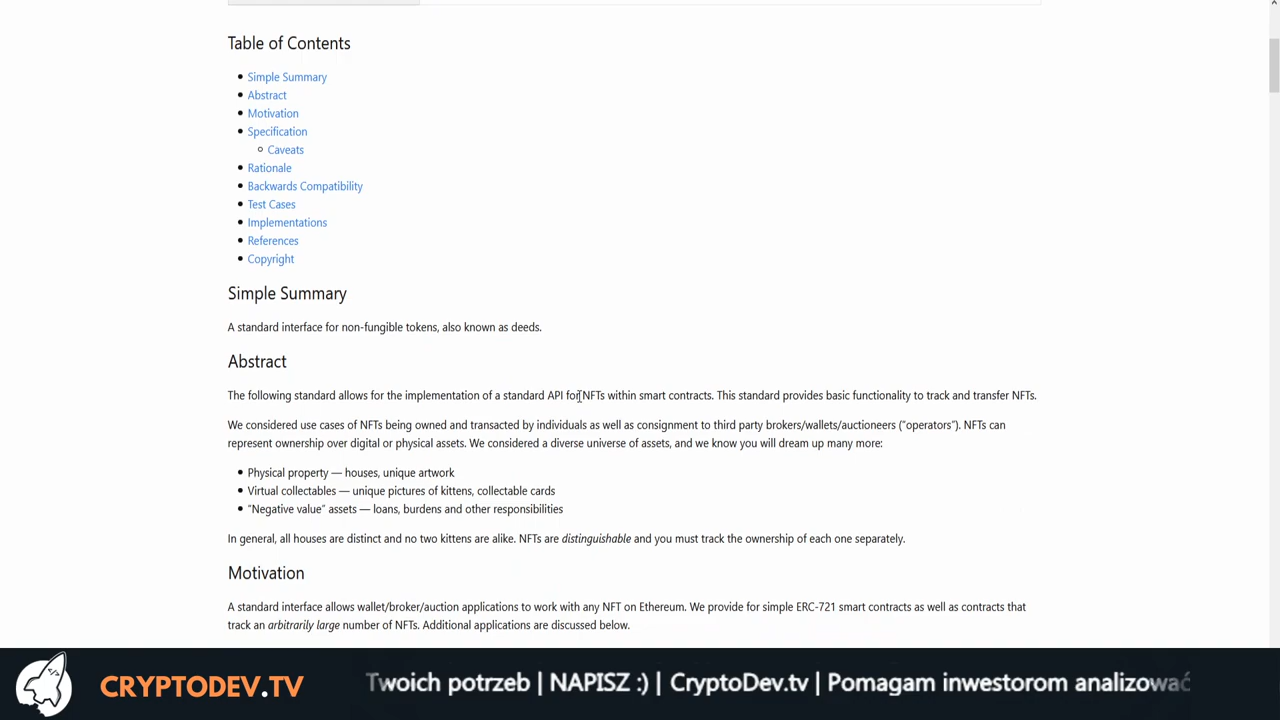 Table of Contents
Simple Summary
Abstract
Motivation
Specification
Caveats
Rationale
Backwards Compatibility
Test Cases
Implementations
References
Copyright
Simple Summary
A standard interface for non-fungible tokens, also known as deeds.
Abstract
The following standard allows for the implementation of a standard API for NFTs within smart contracts. This standard provides basic functionality to track and transfer NFTs.
We considered use cases of NFTs being owned and transacted by individuals as well as consignment to third party brokers/wallets/auctioneers (“operators”). NFTs can
represent ownership over digital or physical assets. We considered a diverse universe of assets, and we know you will dream up many more:
Physical property — houses, unique artwork
Virtual collectables — unique pictures of kittens, collectable cards
“Negative value” assets — loans, burdens and other responsibilities
In general, all houses are distinct and no two kittens are alike. NFTs are distinguishable and you must track the ownership of each one separately.
Motivation
A standard interface allows wallet/broker/auction applications to work with any NFT on Ethereum. We provide for simple ERC-721 smart contracts as well as contracts that
track an arbitrarily large number of NFTs. Additional applications are discussed below.
CRYPTODEV.TV Twoich potrzeb | NAPISZ :) | CryptoDev.tv | Pomagam inwestorom analizować